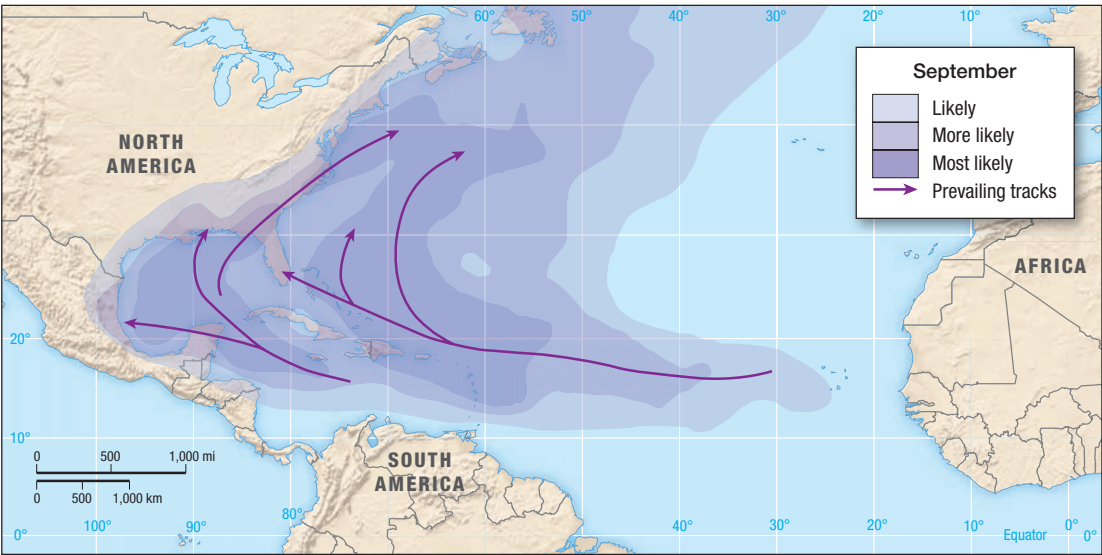 60° 50° 40° 30° 20° 10°
September
Likely
More likely
Most likely
Prevailing tracks
NORTH
AMERICA
AFRICA
20°
10°
0 500 1,000 mi
0 500 1,000 km
SOUTH
AMERICA
100° 90° 80° 50° 40° 30° 20° 10° 0°
0° Equator 0°